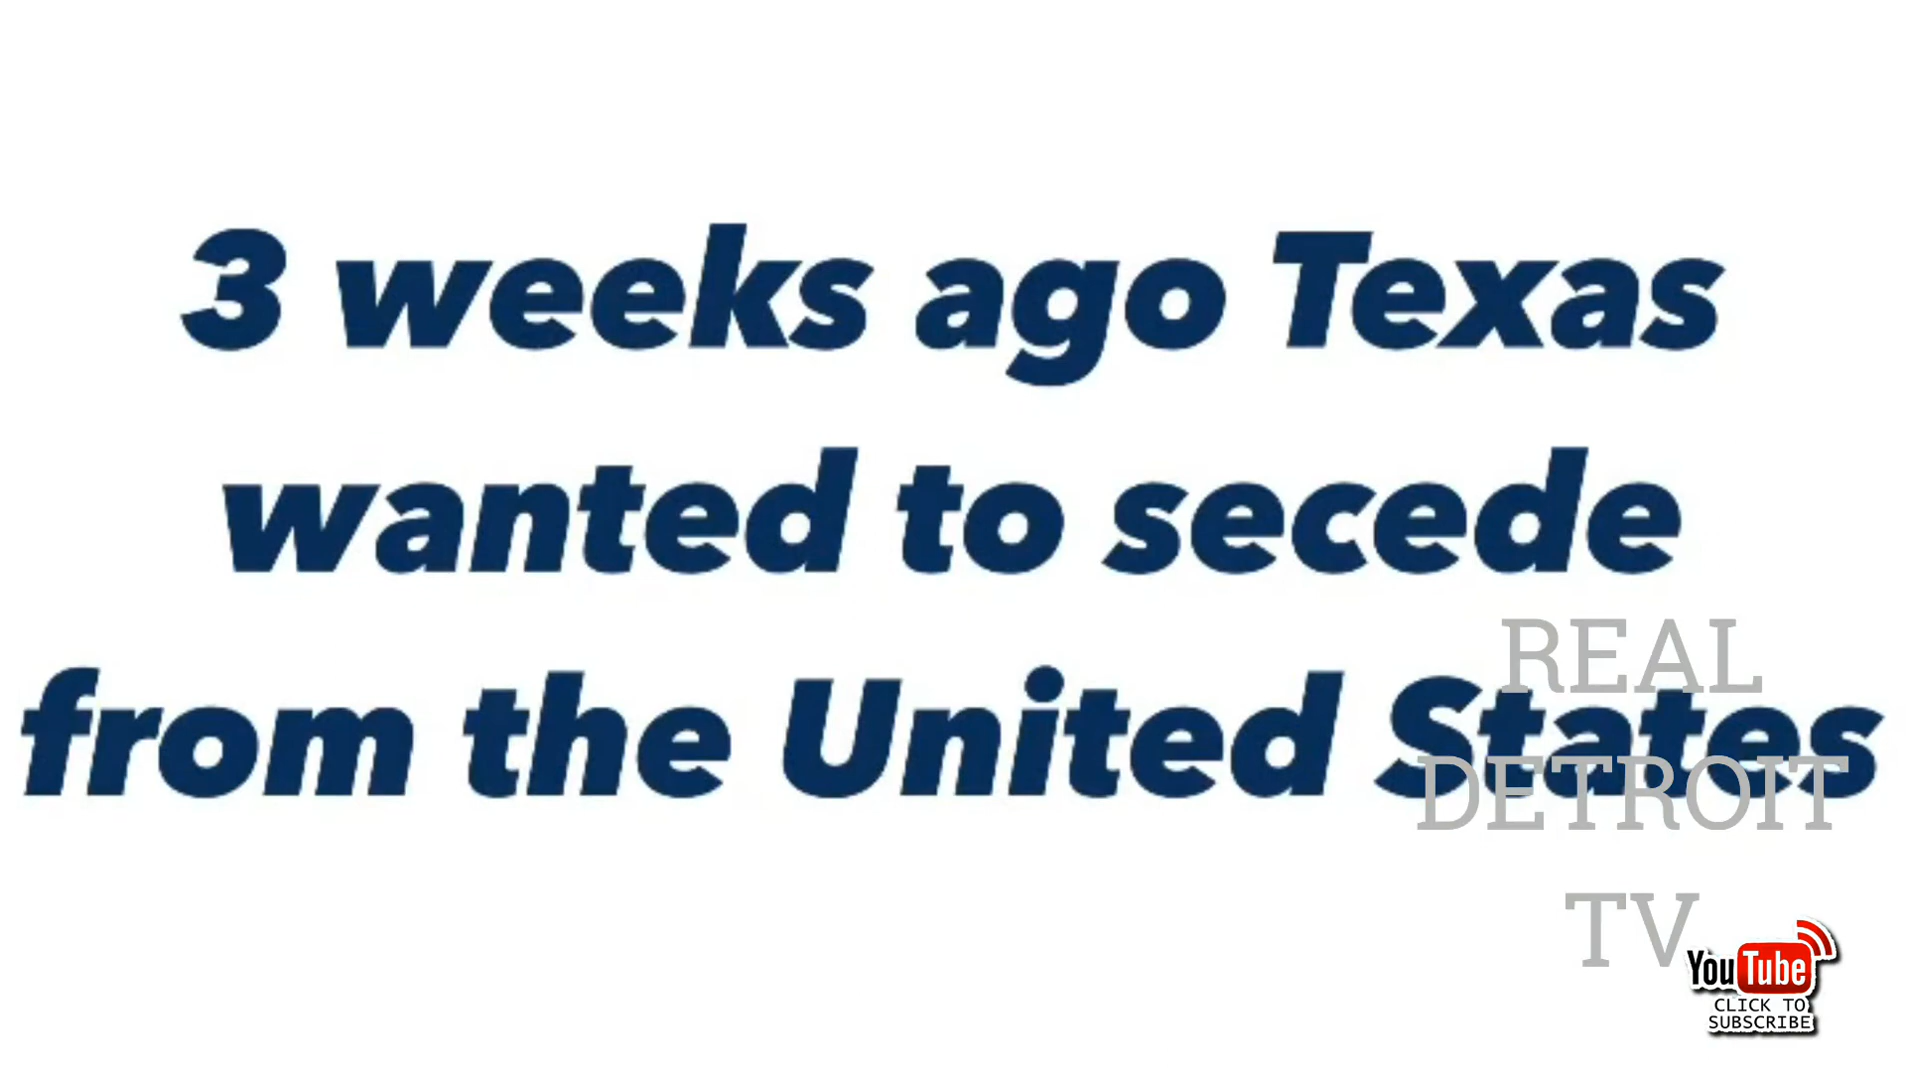 3 weeks ago Texas
wanted to secede
from the United States
REAL
DETROIT
TV
YouTube
CLICK TO
SUBSCRIBE